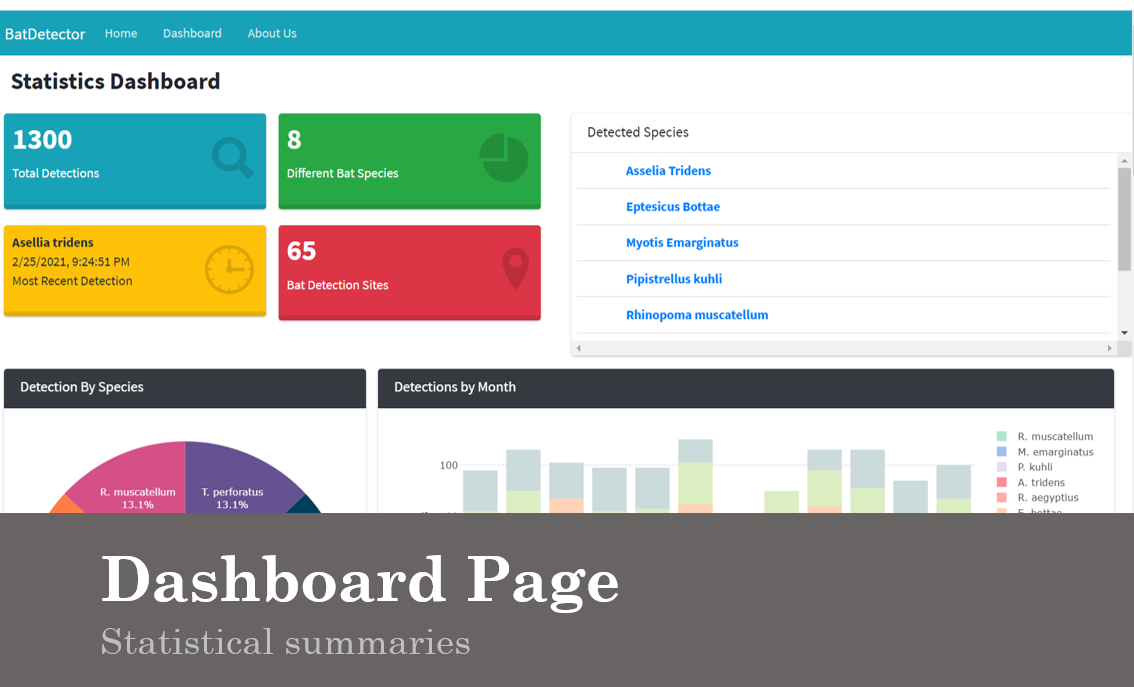 BatDetector Home Dashboard About Us
Statistics Dashboard
1300
Total Detections
8
Different Bat Species
Asellia tridens
2/25/2021, 9:24:51 PM
Most Recent Detection
65
Bat Detection Sites
Detected Species
Asselia Tridens
Eptesicus Bottae
Myotis Emarginatus
Pipistrellus kuhli
Rhinopoma muscatellum
Detection By Species
R. muscatellum
13.1%
T. perforatus
13.1%
Detections by Month
100
R. muscatellum
M. emarginatus
P. kuhli
A. tridens
R. aegyptius
Dashboard Page
Statistical summaries